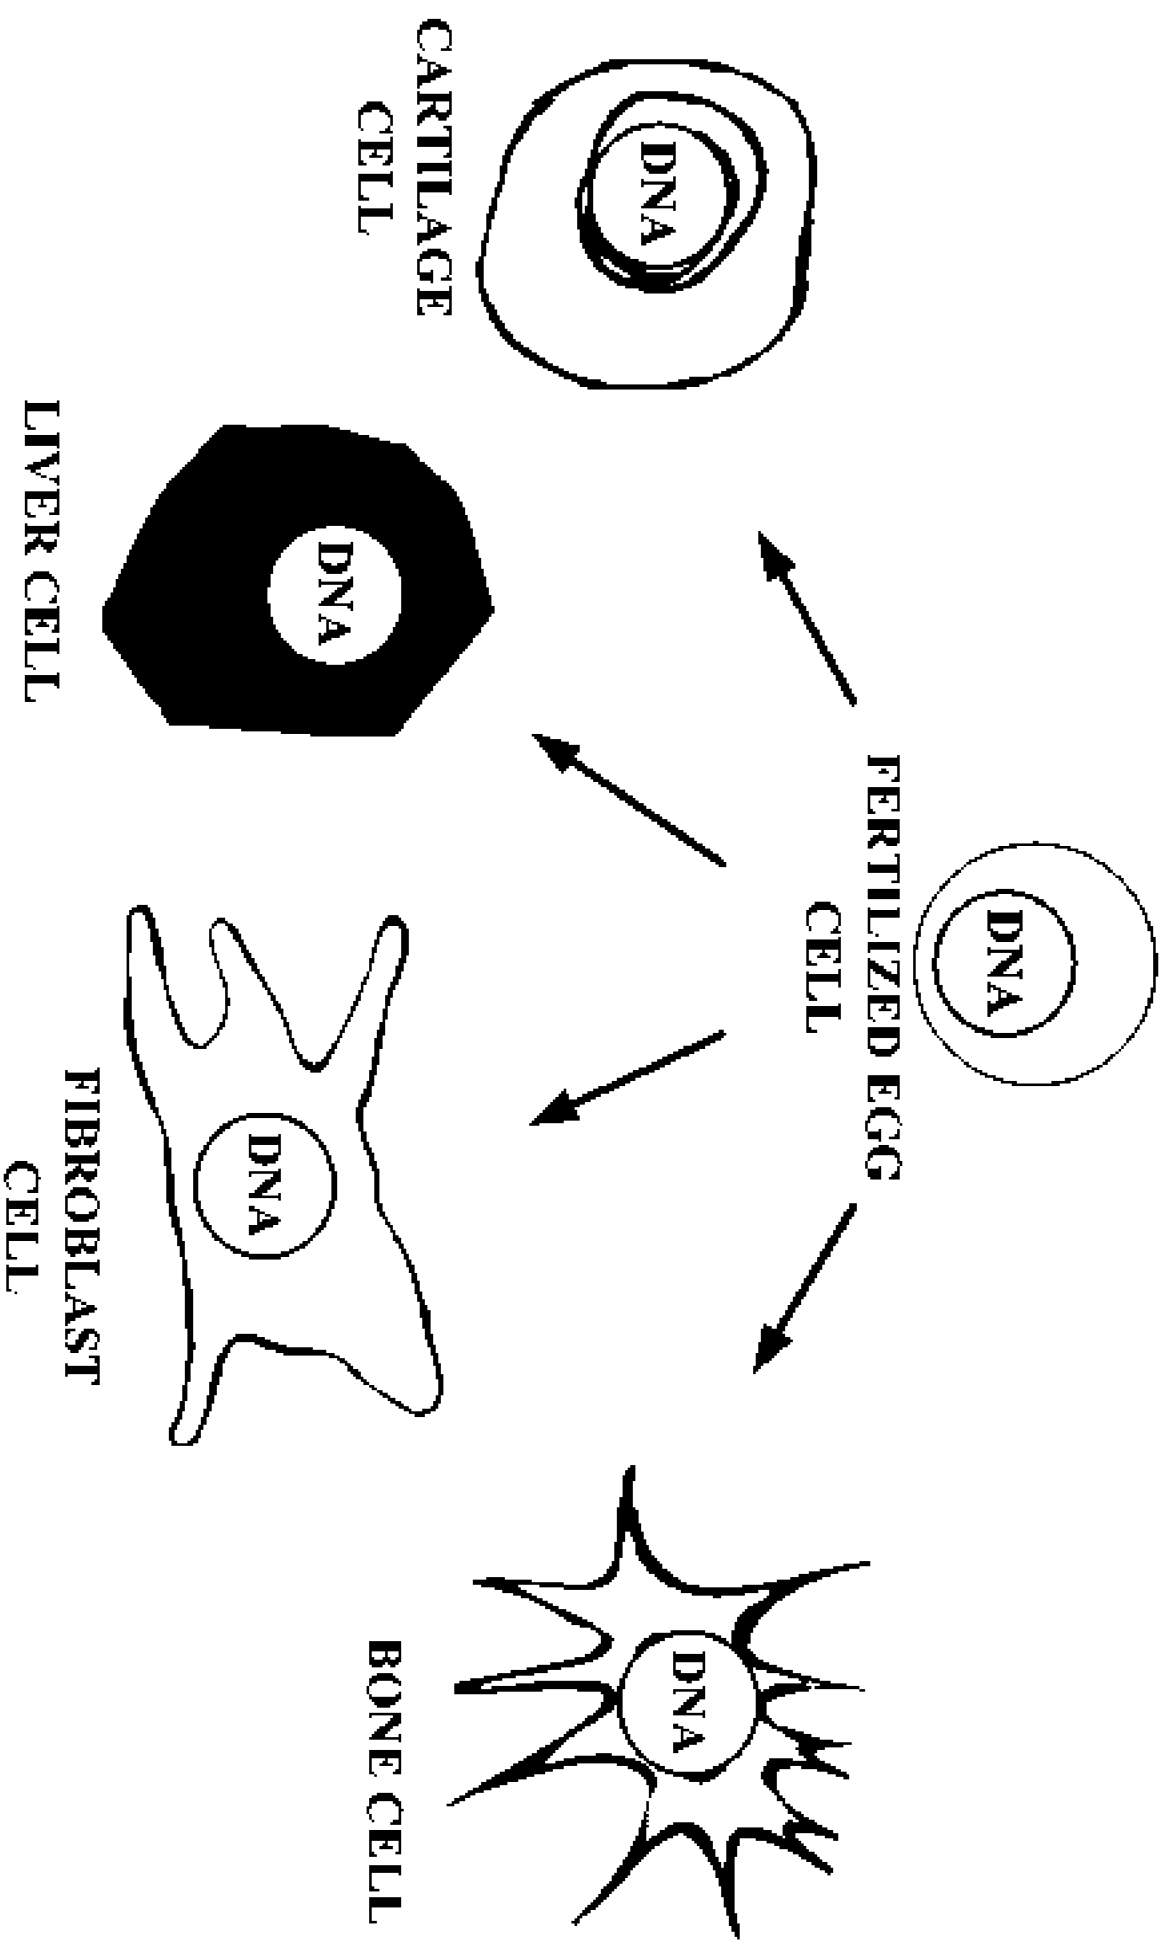 DNA
FERTILIZED EGG
CELL
DNA
CARTILAGE
CELL
DNA
LIVER CELL
DNA
FIBROBLAST
CELL
DNA
BONE CELL